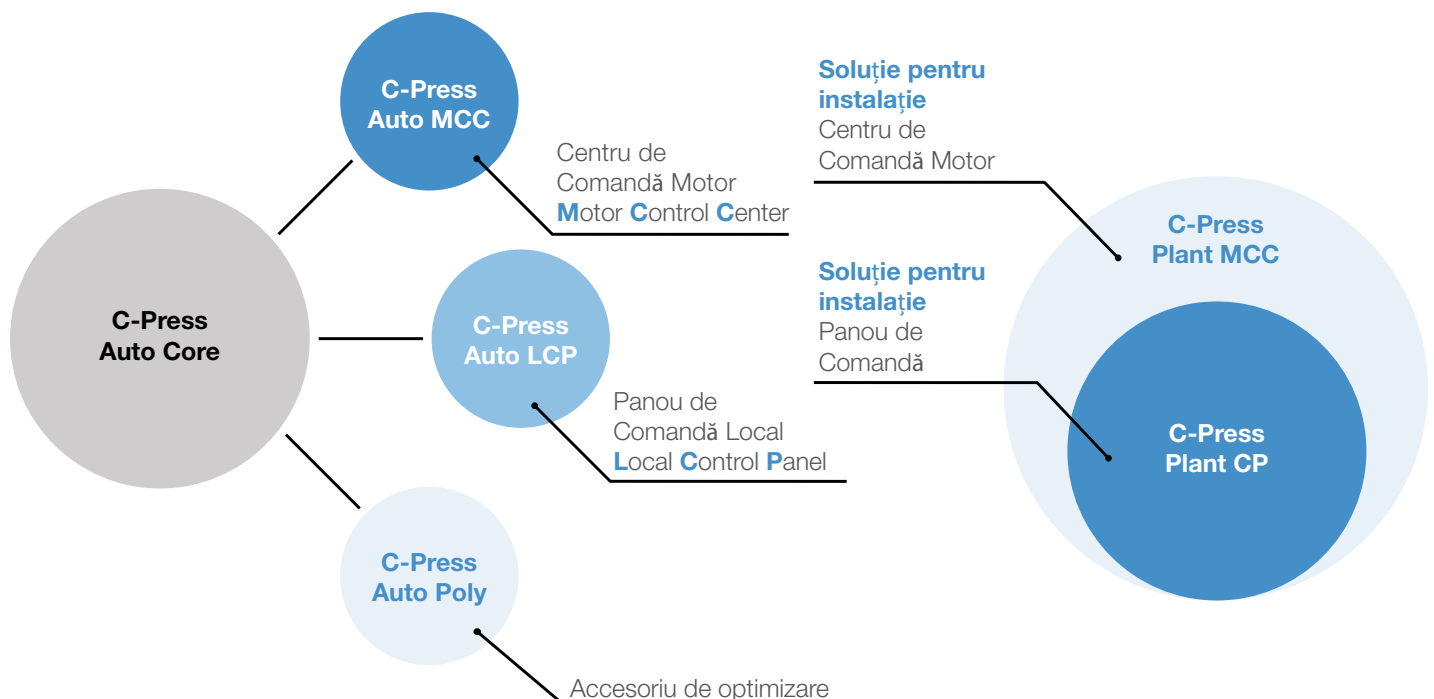 C-Press
Auto MCC
Centru de
Comandă Motor
Motor Control Center
C-Press
Auto Core
C-Press
Auto LCP
Panou de
Comandă Local
Local Control Panel
C-Press
Auto Poly
Accesoriu de optimizare
Soluție pentru
instalație
Centru de
Comandă Motor
C-Press
Plant MCC
Soluție pentru
instalație
Panou de
Comandă
C-Press
Plant CP